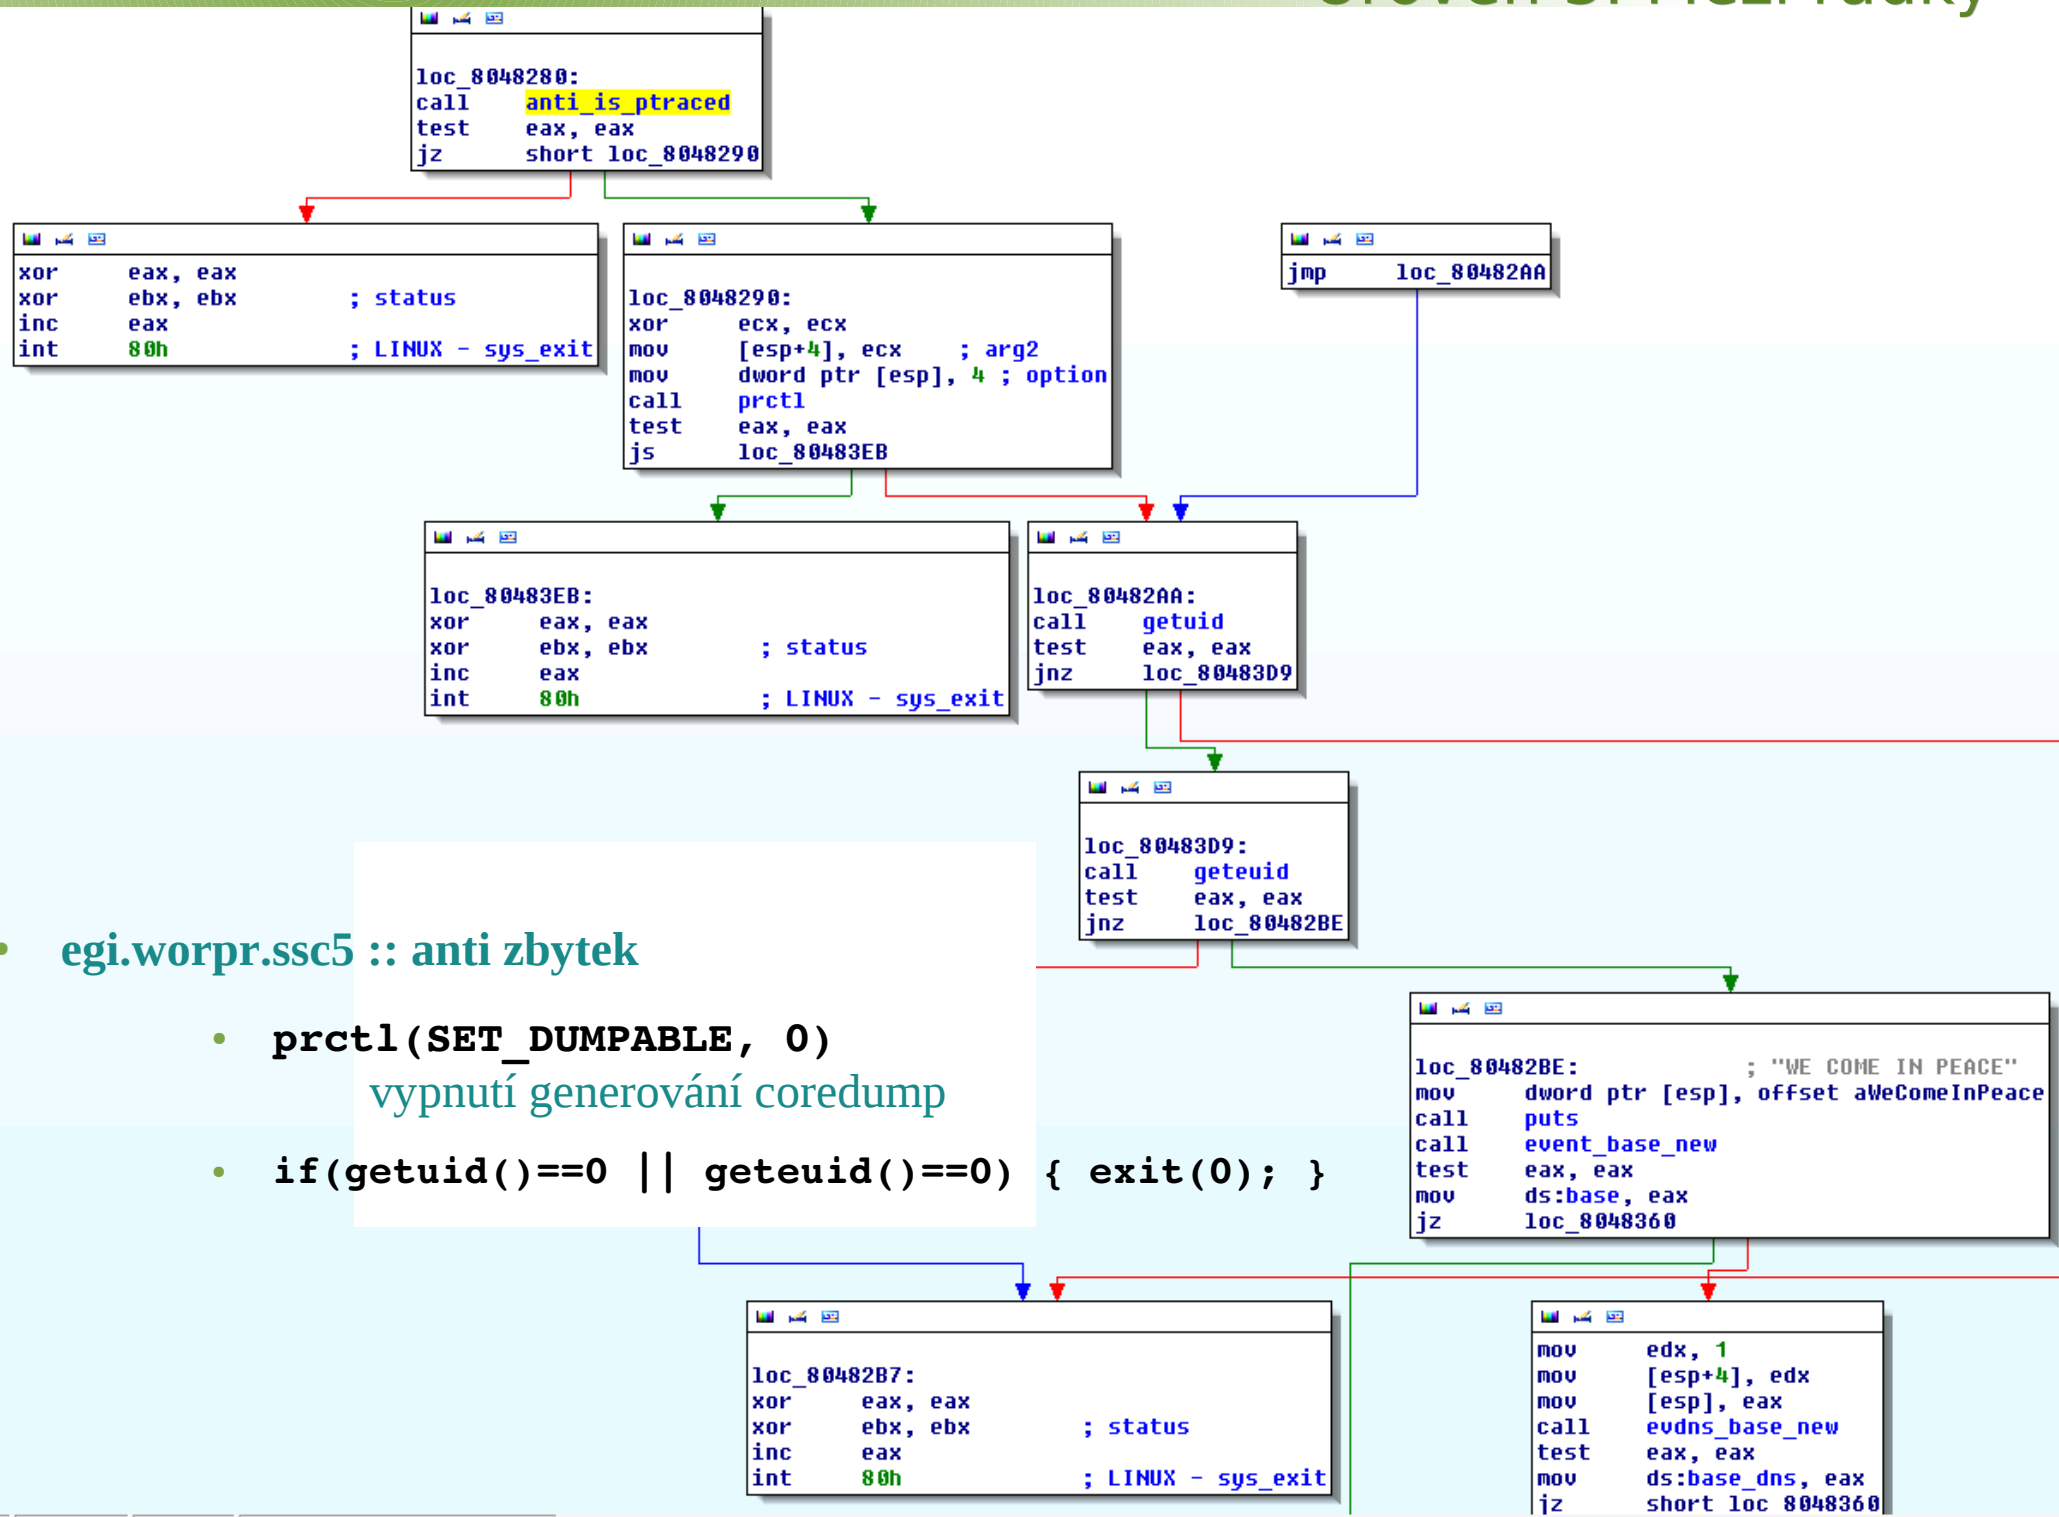 loc_8048280:
call anti_is_ptraced
test eax, eax
jz short loc_8048290
xor eax, eax
xor ebx, ebx ; status
inc eax
int 80h ; LINUX - sys_exit
loc_8048290:
xor ecx, ecx
mov [esp+4], ecx ; arg2
mov dword ptr [esp], 4 ; option
call prctl
test eax, eax
js loc_80483EB
jmp loc_80482AA
loc_80483EB:
xor eax, eax
xor ebx, ebx ; status
inc eax
int 80h ; LINUX - sys_exit
loc_80482AA:
call getuid
test eax, eax
jnz loc_80483D9
loc_80483D9:
call geteuid
test eax, eax
jnz loc_80482BE
• egi.worpr.ssc5 :: anti zbytek
• prctl(SET_DUMPABLE, 0)
vypnutí generování coredump
• if(getuid()==0 || geteuid()==0) { exit(0); }
loc_80482BE: ; "WE COME IN PEACE"
mov dword ptr [esp], offset aWeComeInPeace
call puts
call event_base_new
test eax, eax
mov ds:base, eax
jz loc_8048360
loc_80482B7:
xor eax, eax
xor ebx, ebx ; status
inc eax
int 80h ; LINUX - sys_exit
mov edx, 1
mov [esp+4], edx
mov [esp], eax
call evdns_base_new
test eax, eax
mov ds:base_dns, eax
jz short loc_8048360